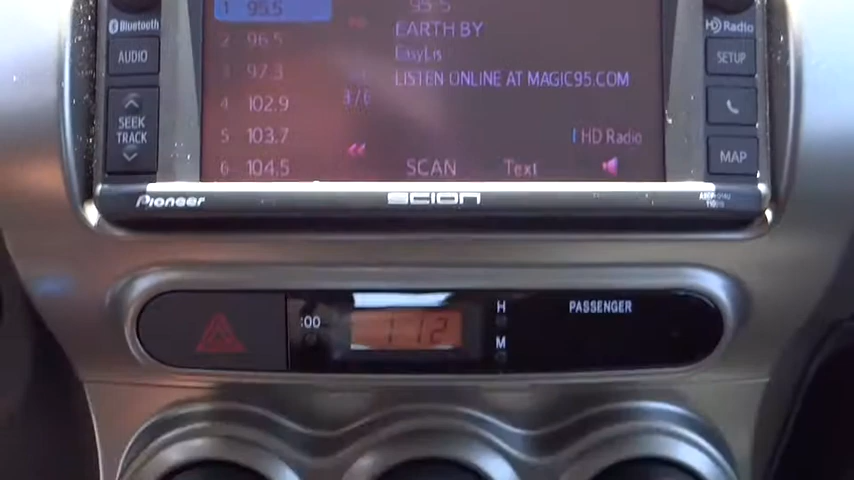 Bluetooth
AUDIO
SEEK
TRACK
1 95.5
2 96.5
3 97.3
4 102.9
5 103.7
6 104.5
3/6
95.5
EARTH BY
EasyLis
LISTEN ONLINE AT MAGIC95.COM
HD Radio
SCAN
Text
HD Radio
SETUP
MAP
Pioneer
SCION
:00
1:12
H
M
PASSENGER